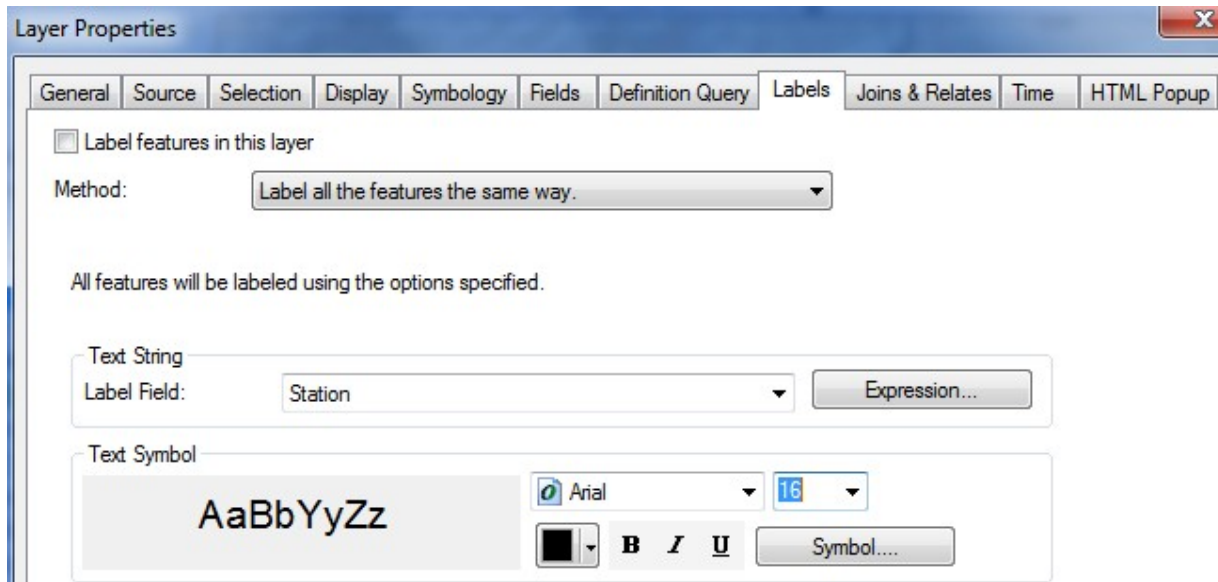 Layer Properties
X
General Source Selection Display Symbology Fields Definition Query Labels Joins & Relates Time HTML Popup
Label features in this layer
Method: Label all the features the same way.
All features will be labeled using the options specified.
Text String
Label Field: Station Expression...
Text Symbol
AaBbYyZz
O Arial 16
B I U Symbol....